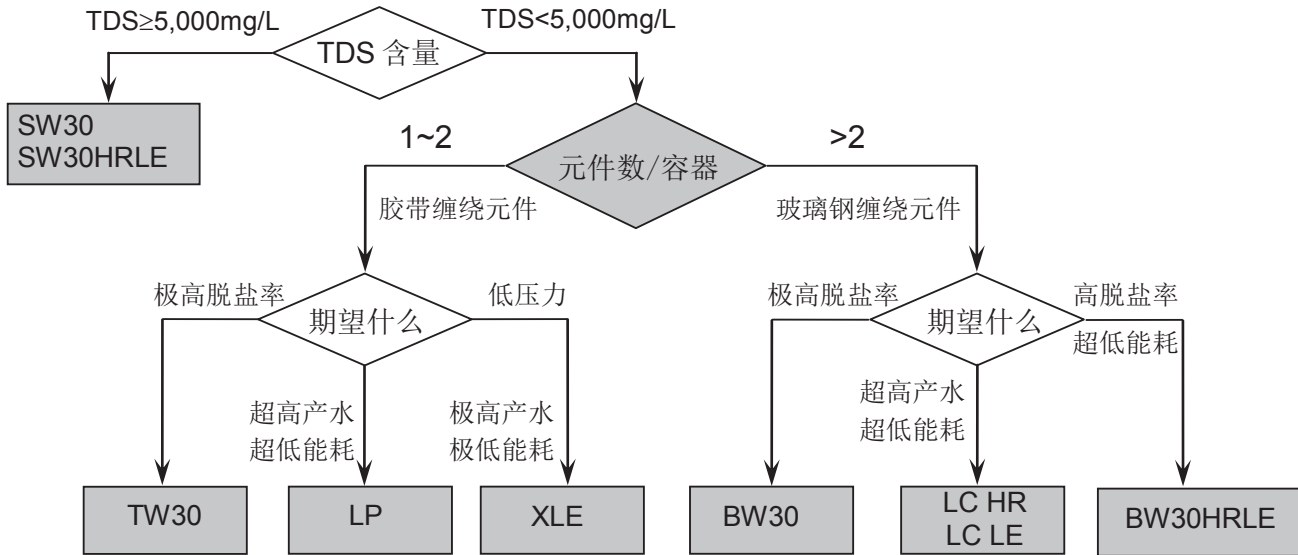 TDS≥5,000mg/L
TDS<5,000mg/L
TDS 含量
SW30
SW30HRLE
1~2
元件数/容器
>2
胶带缠绕元件
玻璃钢缠绕元件
极高脱盐率
期望什么
低压力
极高脱盐率
期望什么
高脱盐率
超低能耗
超高产水
超低能耗
极高产水
极低能耗
超高产水
超低能耗
TW30
LP
XLE
BW30
LC HR
LC LE
BW30HRLE